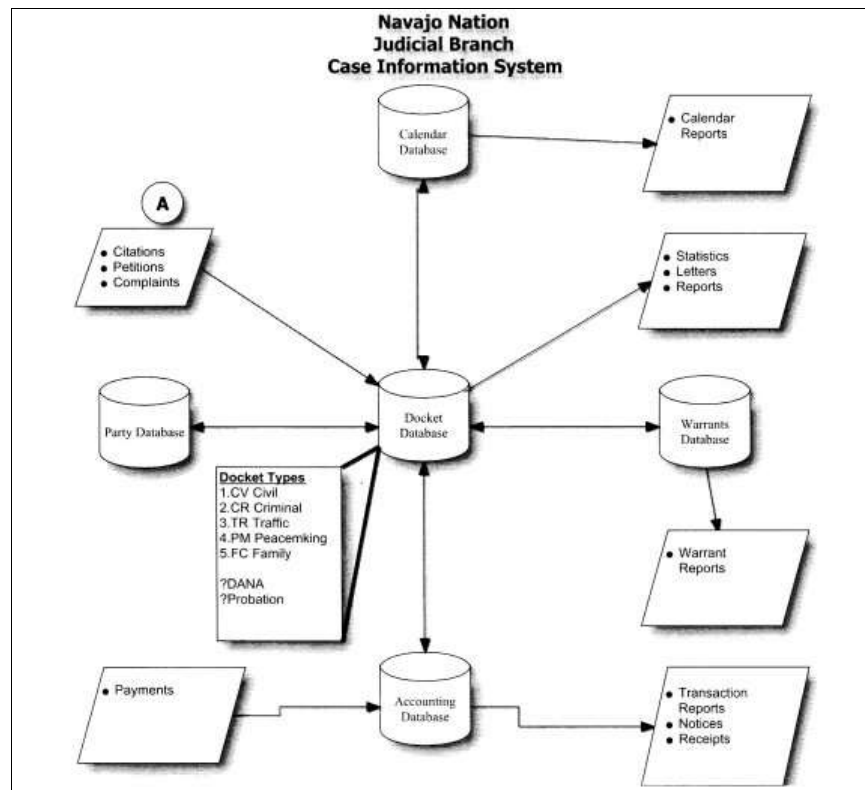 Navajo Nation
Judicial Branch
Case Information System
Calendar
Database
• Calendar
Reports
A
• Citations
• Petitions
• Complaints
• Statistics
• Letters
• Reports
Party Database
Docket
Database
Warrants
Database
Docket Types
1.CV Civil
2.CR Criminal
3.TR Traffic
4.PM Peacemking
5.FC Family
?DANA
?Probation
• Warrant
Reports
• Payments
Accounting
Database
• Transaction
Reports
• Notices
• Receipts